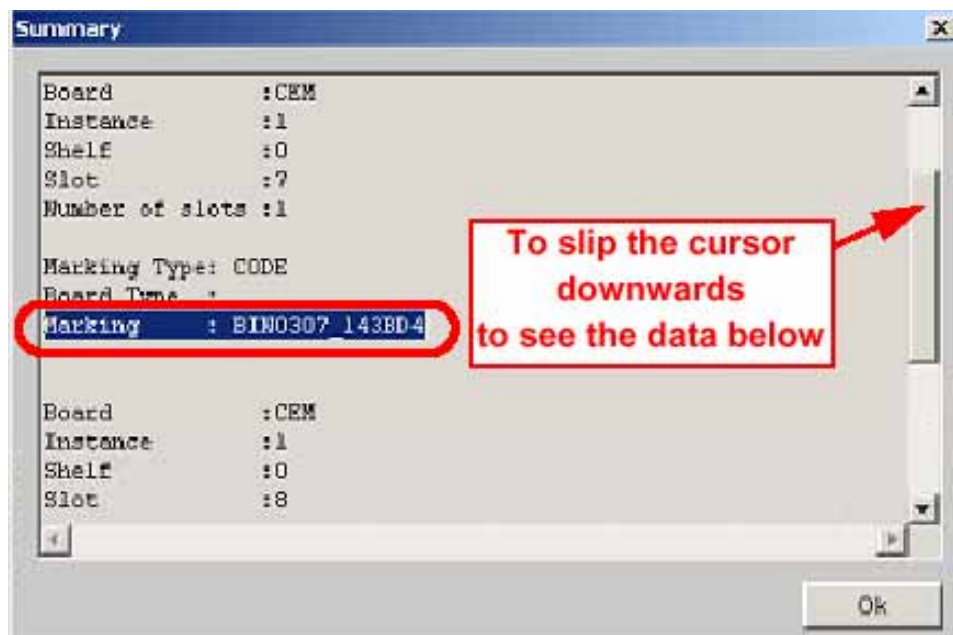 Summary
Board :CEM
Instance :1
Shelf :0
Slot :7
Number of slots :1
Marking Type: CODE
Board Type :
Marking : BIN0307_143BD4
To slip the cursor
downwards
to see the data below
Board :CEM
Instance :1
Shelf :0
Slot :8
Ok